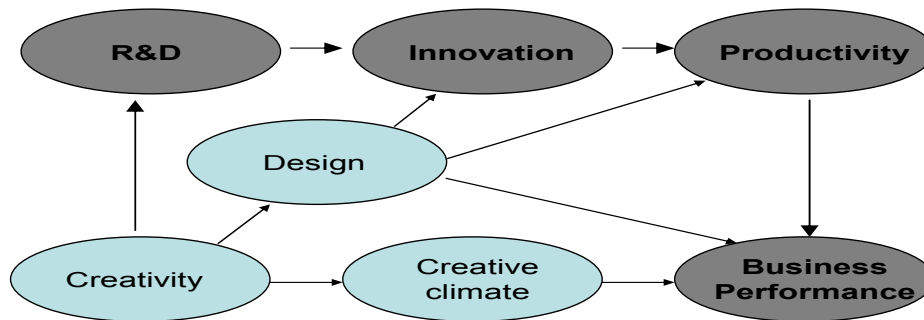 R&D
Innovation
Productivity
Design
Creativity
Creative
climate
Business
Performance